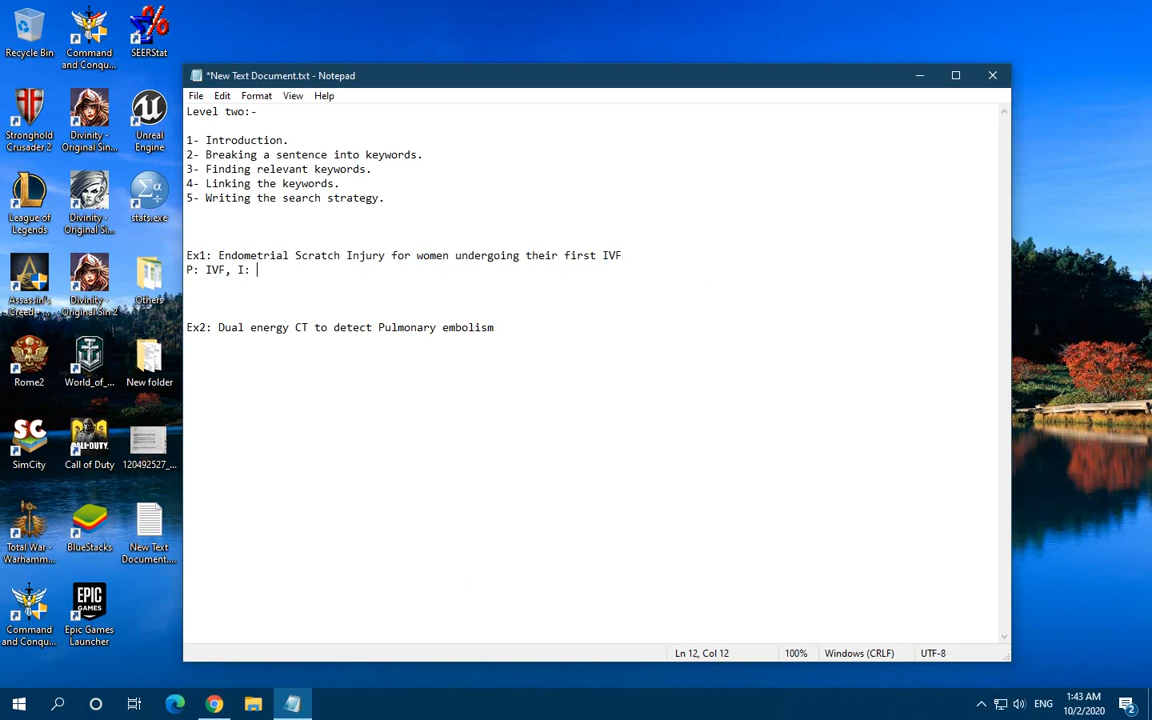 Recycle Bin
Command
and Conqu...
SEERStat
Stronghold
Crusader 2
Divinity -
Original Sin...
Unreal
Engine
League of
Legends
Divinity -
Original Si...
stats.exe
Assassin's
Creed - ...
Divinity -
Original Sin 2
Others
Rome2
World_of_...
New folder
SimCity
Call of Duty
120492527_...
Total War -
Warhamm...
BlueStacks
New Text
Document....
Command
and Conqu...
Epic Games
Launcher
EPIC
GAMES
*New Text Document.txt - Notepad
File Edit Format View Help
Level two:-
1- Introduction.
2- Breaking a sentence into keywords.
3- Finding relevant keywords.
4- Linking the keywords.
5- Writing the search strategy.
Ex1: Endometrial Scratch Injury for women undergoing their first IVF
P: IVF, I:
Ex2: Dual energy CT to detect Pulmonary embolism
Ln 12, Col 12 100% Windows (CRLF) UTF-8
ENG
1:43 AM
10/2/2020
2